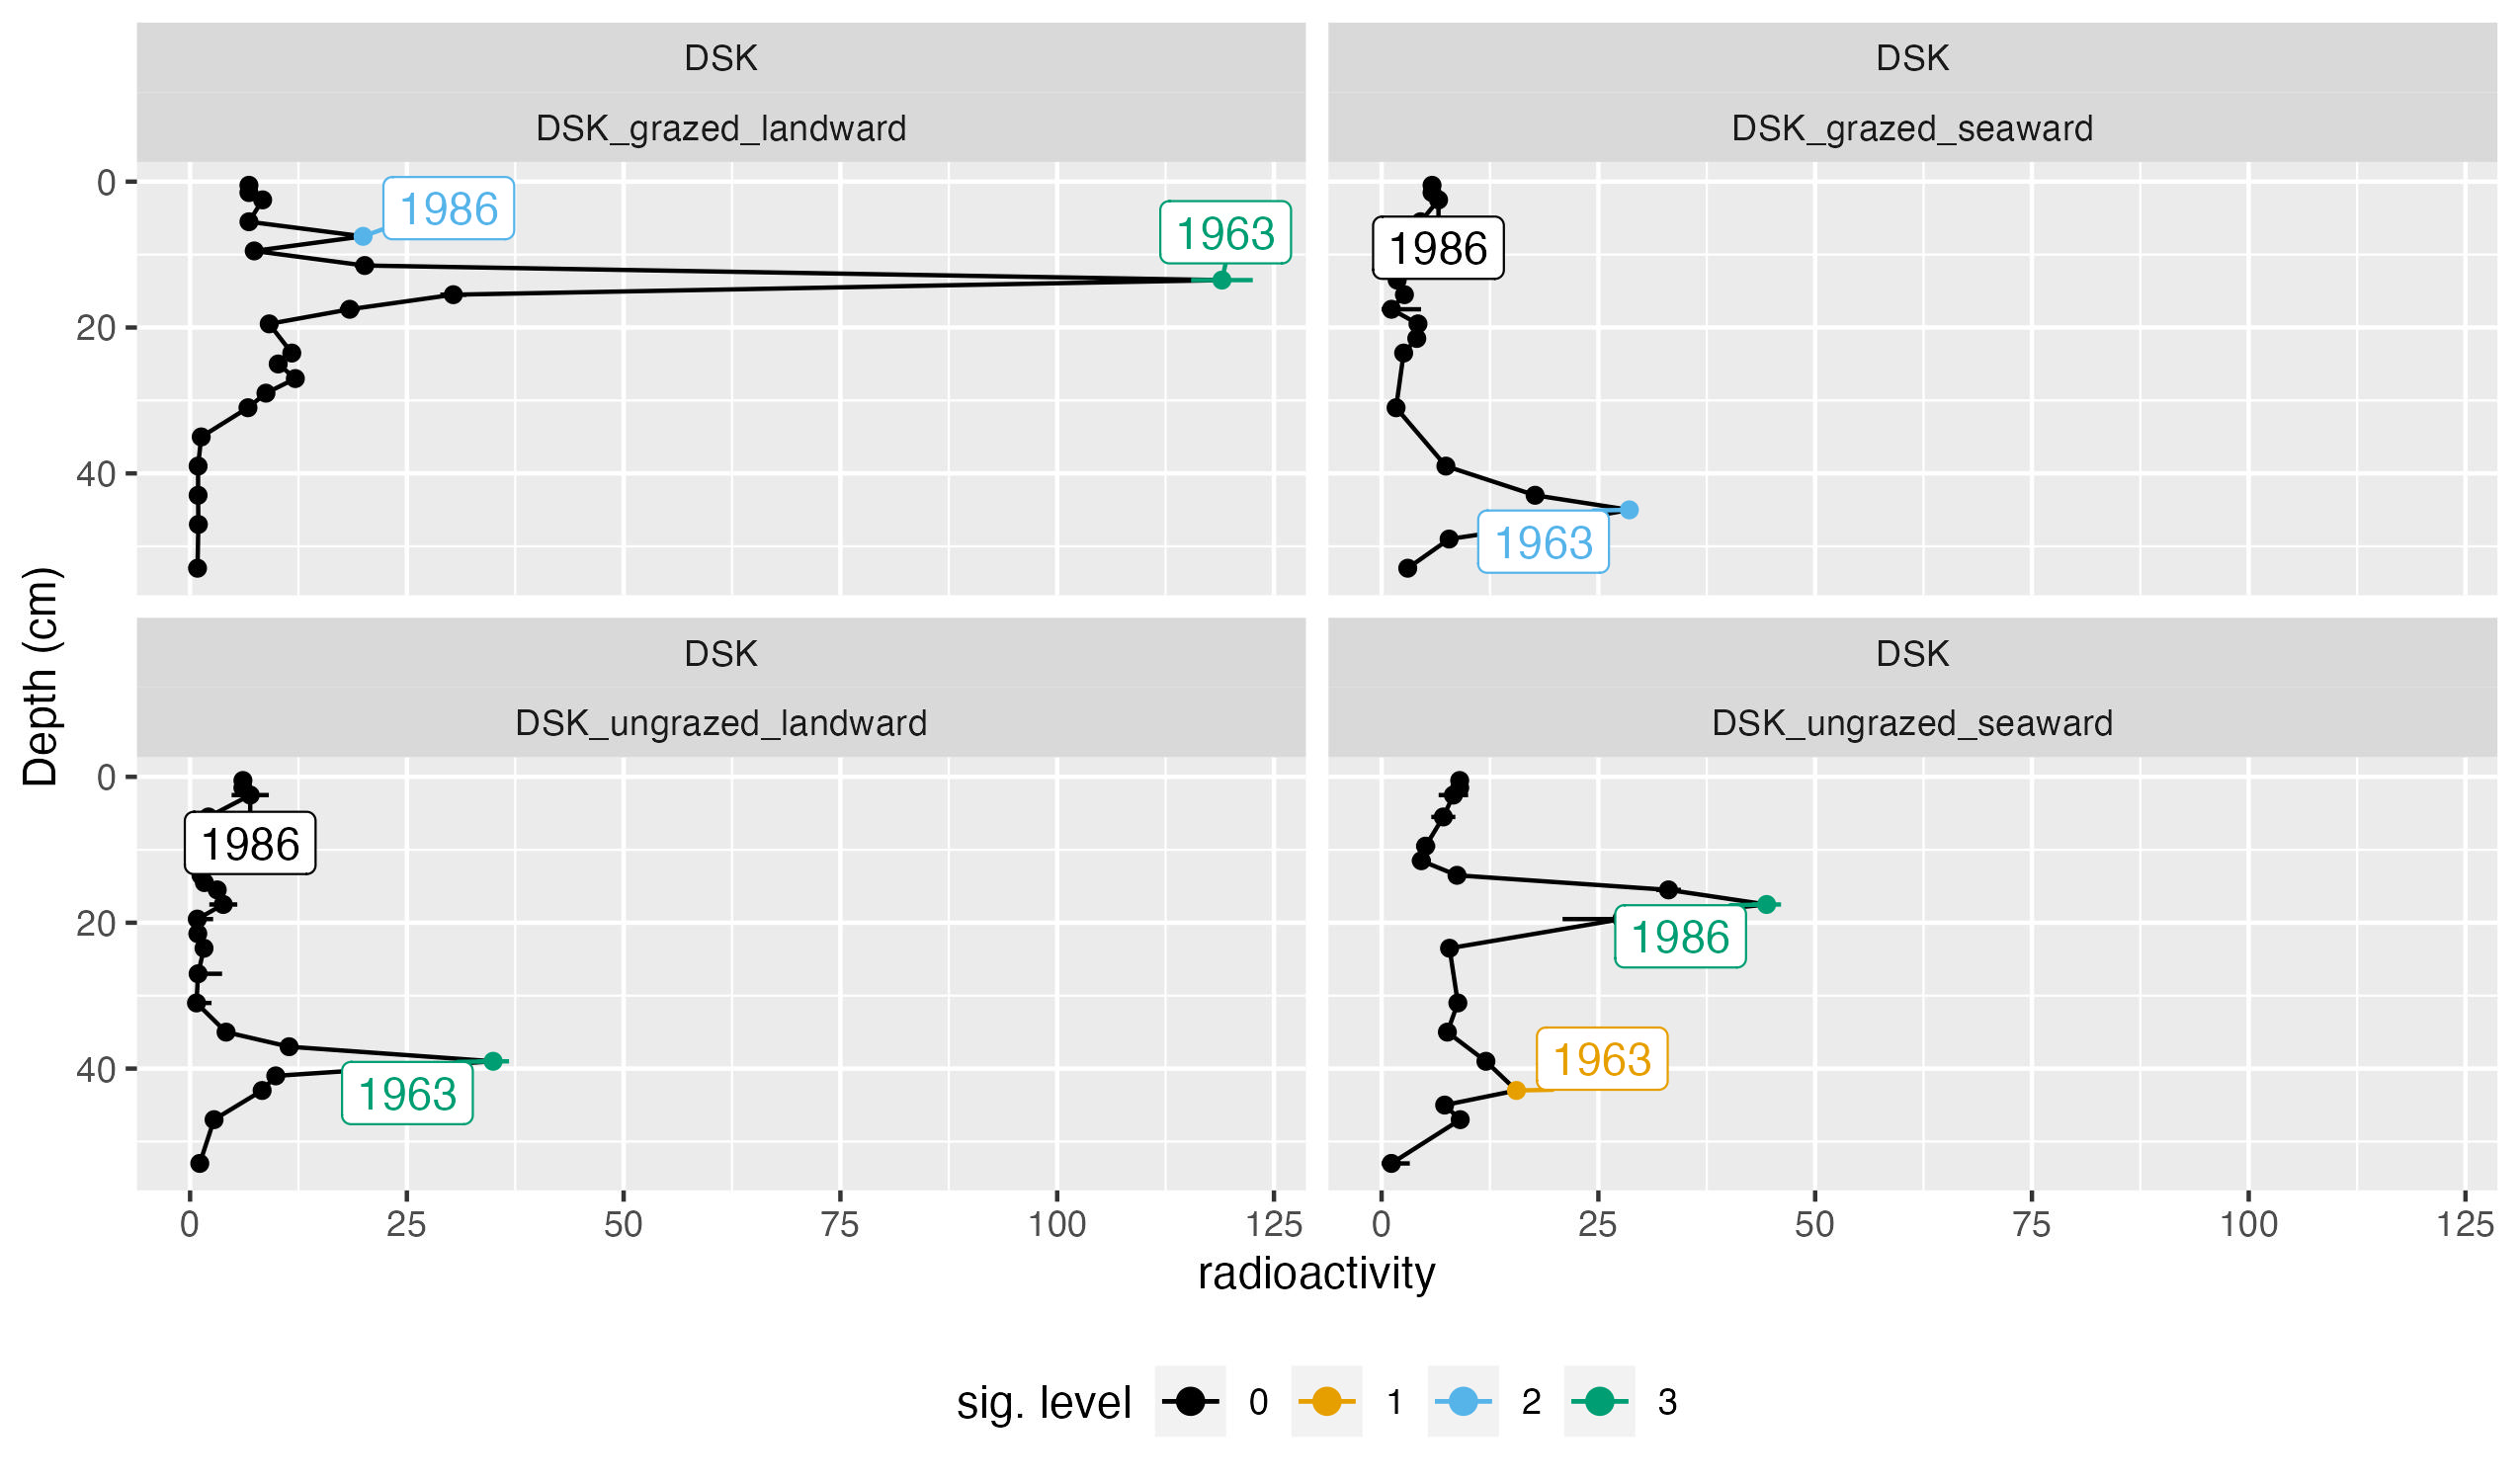 DSK
DSK_grazed_landward
DSK
DSK_grazed_seaward
0
20
40
1986
1963
1986
1963
Depth (cm)
DSK
DSK_ungrazed_landward
DSK
DSK_ungrazed_seaward
0
20
40
1986
1963
1986
1963
0 25 50 75 100 125 0 25 50 75 100 125
radioactivity
sig. level 0 1 2 3